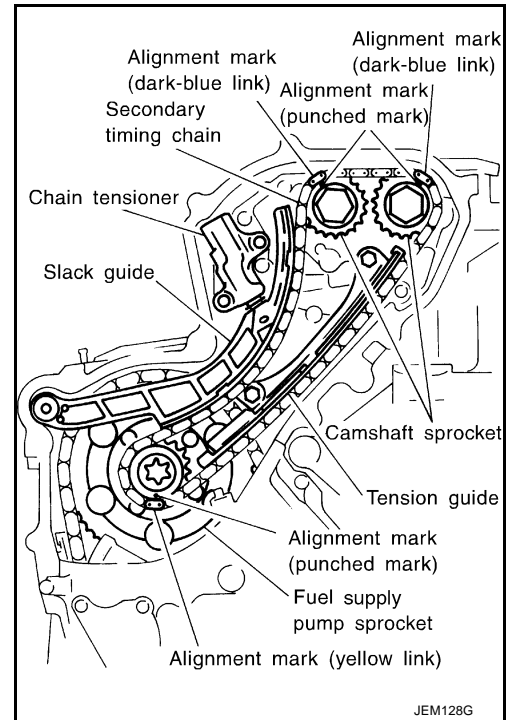 Alignment mark
(dark-blue link)
Alignment mark
(dark-blue link)
Alignment mark
(punched mark)
Secondary
timing chain
Chain tensioner
Slack guide
Camshaft sprocket
Tension guide
Alignment mark
(punched mark)
Fuel supply
pump sprocket
Alignment mark (yellow link)
JEM128G